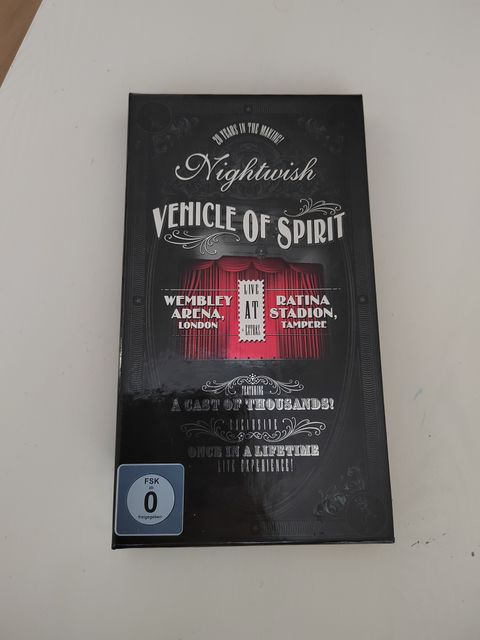 20 YEARS IN THE MAKING!
Nightwish
VEHICLE OF SPIRIT
WEMBLEY
ARENA,
LONDON
LIVE
AT
+ EXTRAS
RATINA
STADION,
TAMPERE
FEATURING
A CAST OF THOUSANDS!
EXCLUSIVE
ONCE IN A LIFETIME
LIVE EXPERIENCE!
FSK
ab
0
freigegeben